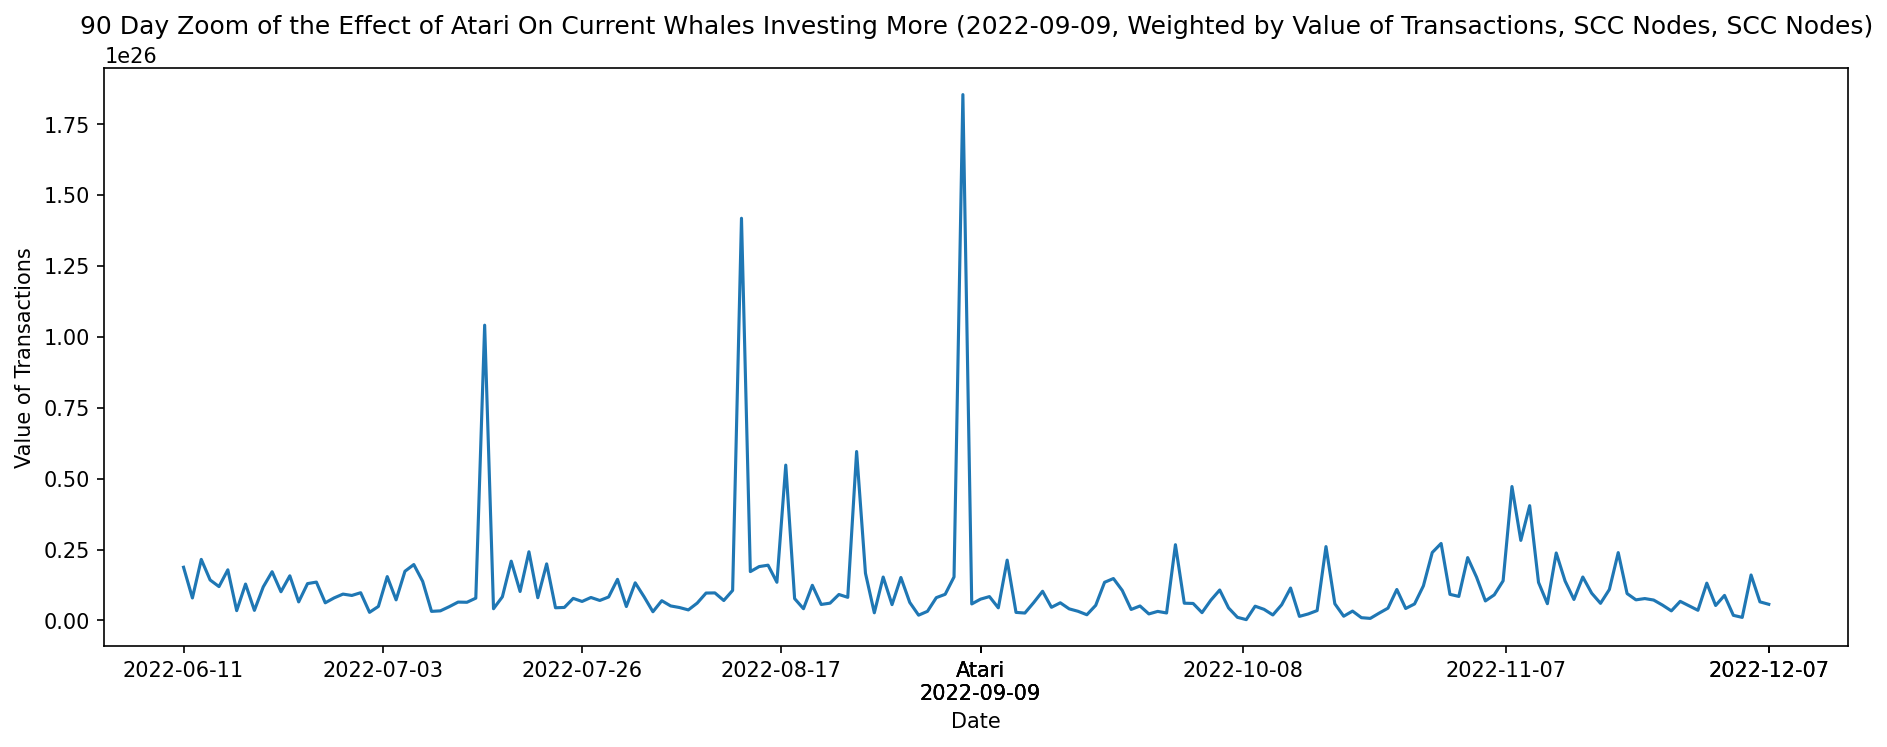 90 Day Zoom of the Effect of Atari On Current Whales Investing More (2022-09-09, Weighted by Value of Transactions, SCC Nodes, SCC Nodes)
1e26
1.75
1.50
1.25
1.00
0.75
0.50
0.25
0.00
Value of Transactions
2022-06-11 2022-07-03 2022-07-26 2022-08-17 Atari 2022-10-08 2022-11-07 2022-12-07
2022-09-09
Date